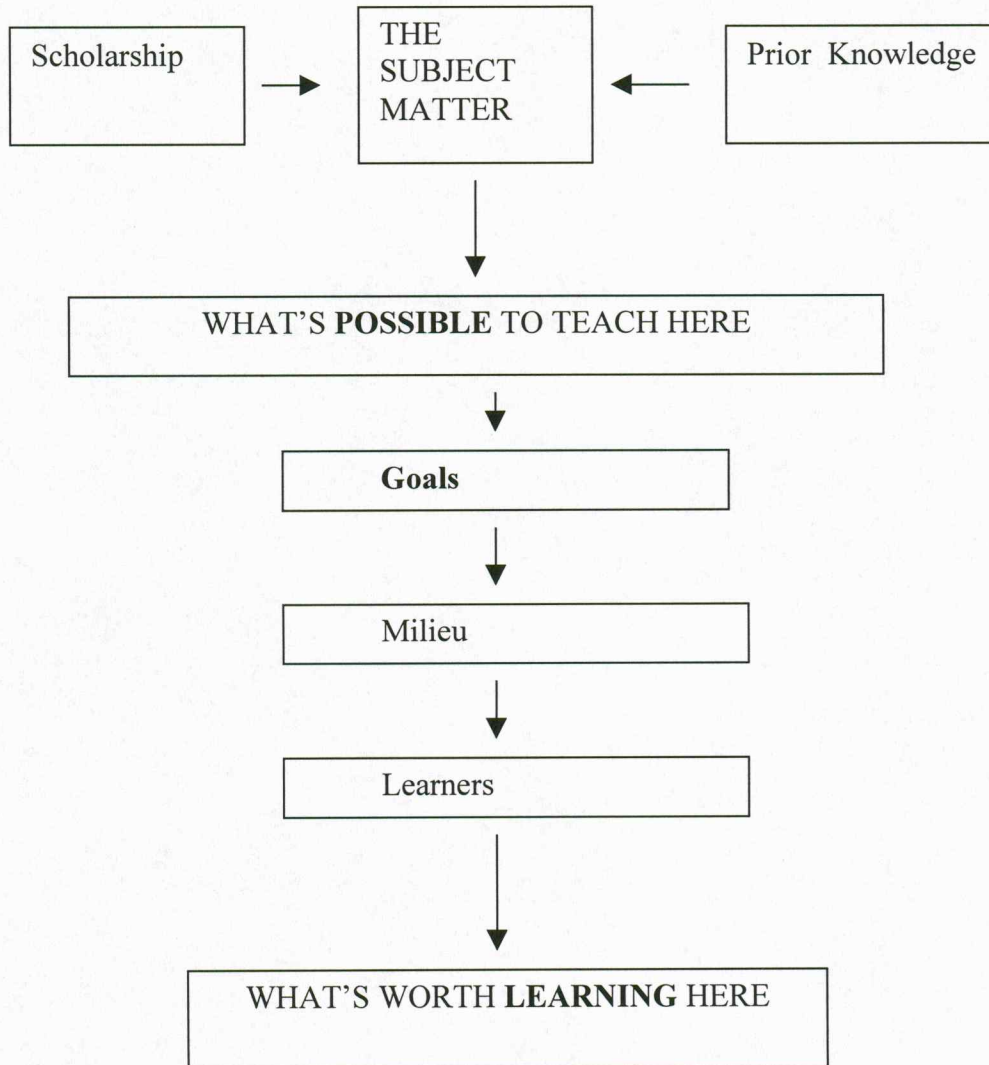 Scholarship
THE
SUBJECT
MATTER
Prior Knowledge
WHAT'S POSSIBLE TO TEACH HERE
Goals
Milieu
Learners
WHAT'S WORTH LEARNING HERE